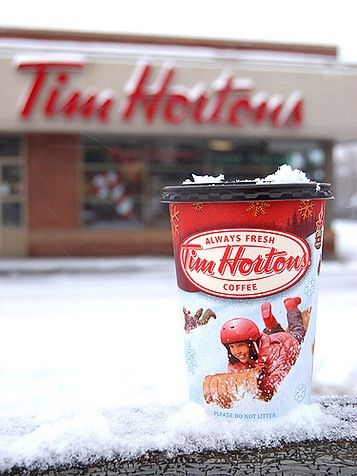 Tim Hortons
ALWAYS FRESH
Tim Hortons
COFFEE
PLEASE DO NOT LITTER